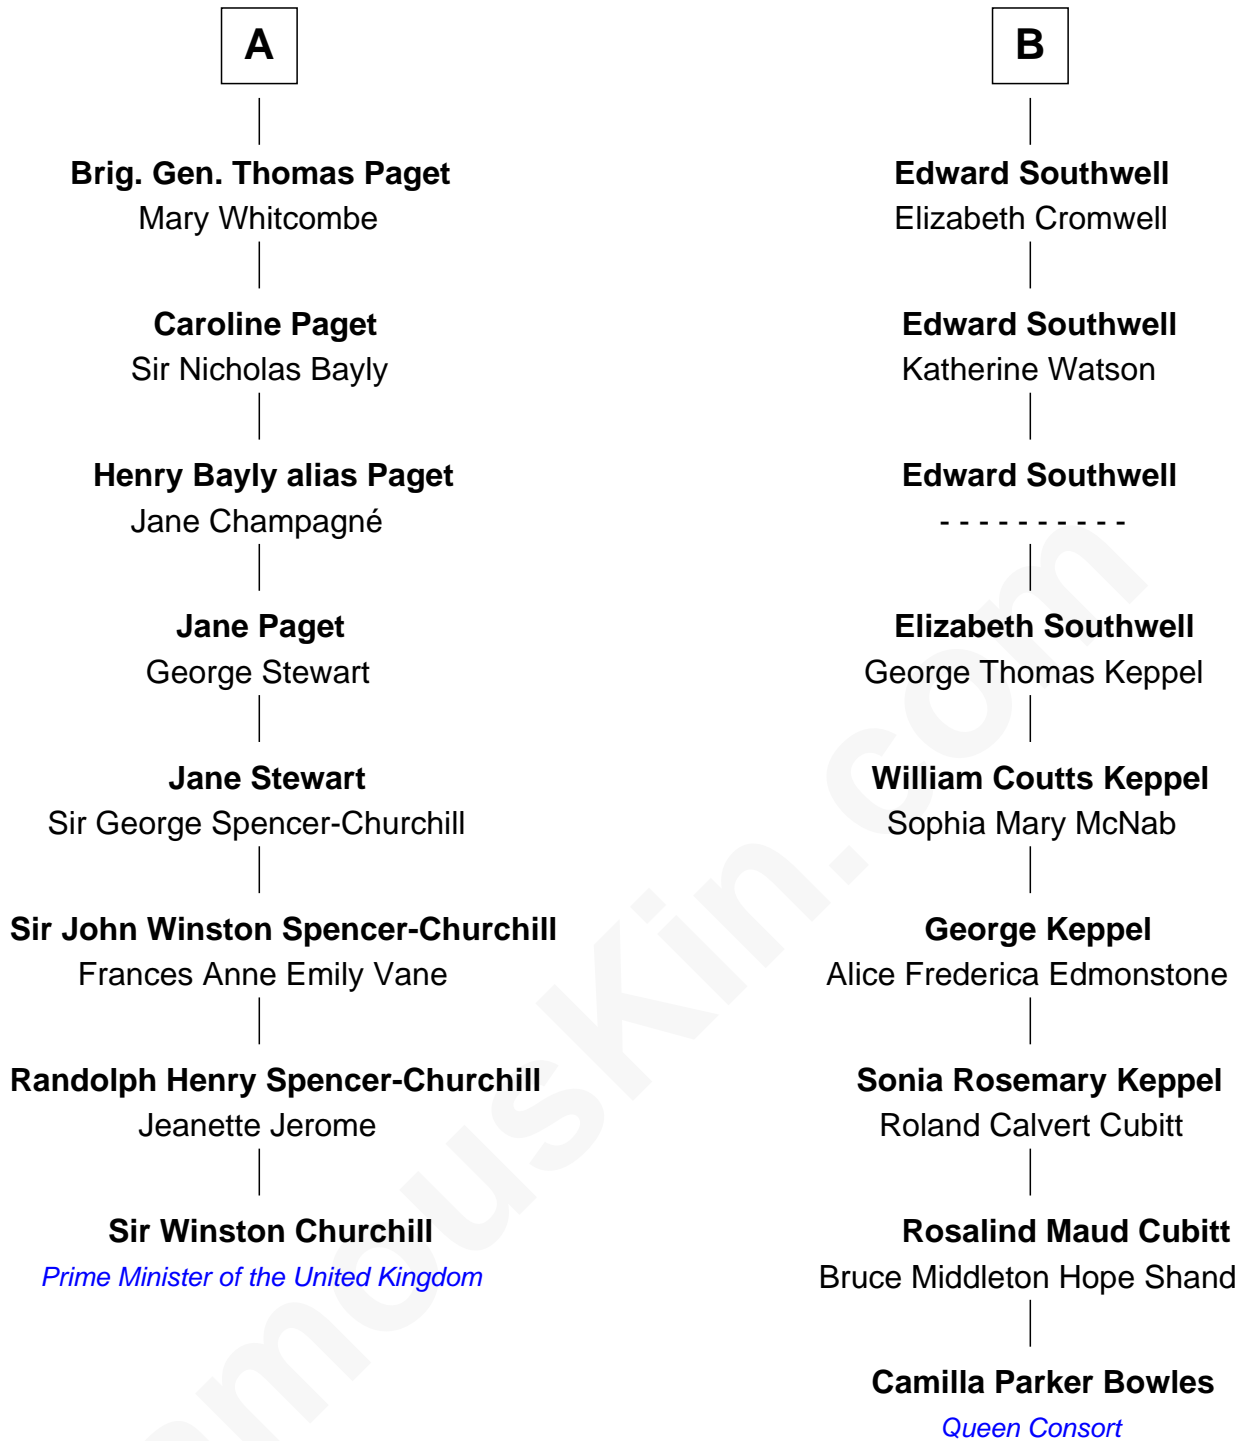 A
Brig. Gen. Thomas Paget
Mary Whitcombe
Caroline Paget
Sir Nicholas Bayly
Henry Bayly alias Paget
Jane Champagné
Jane Paget
George Stewart
Jane Stewart
Sir George Spencer-Churchill
Sir John Winston Spencer-Churchill
Frances Anne Emily Vane
Randolph Henry Spencer-Churchill
Jeanette Jerome
Sir Winston Churchill
Prime Minister of the United Kingdom
B
Edward Southwell
Elizabeth Cromwell
Edward Southwell
Katherine Watson
Edward Southwell
- - - - - - - - - -
Elizabeth Southwell
George Thomas Keppel
William Coutts Keppel
Sophia Mary McNab
George Keppel
Alice Frederica Edmonstone
Sonia Rosemary Keppel
Roland Calvert Cubitt
Rosalind Maud Cubitt
Bruce Middleton Hope Shand
Camilla Parker Bowles
Queen Consort
amousKin.com